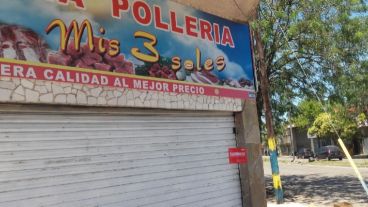 A POLLERIA
Mis 3 soles
ERA CALIDAD AL MEJOR PRECIO